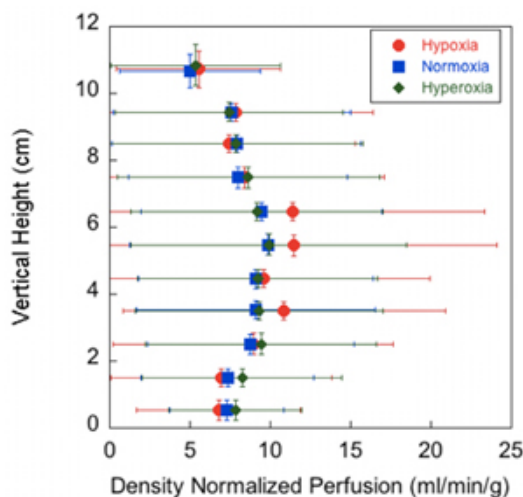 12
10
8
6
4
2
0
Vertical Height (cm)
Hypoxia
Normoxia
Hyperoxia
0 5 10 15 20 25
Density Normalized Perfusion (ml/min/g)